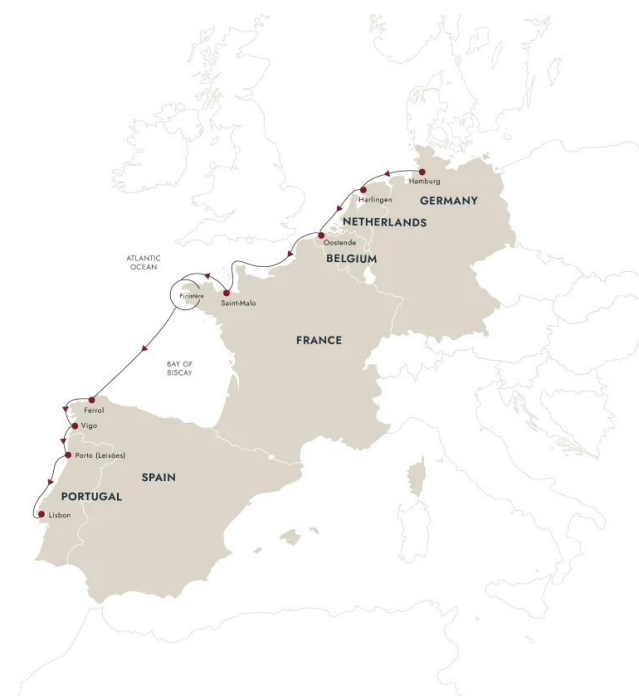 Hamburg
GERMANY
Harlingen
NETHERLANDS
Oostende
BELGIUM
ATLANTIC
OCEAN
Finistère
Saint-Malo
FRANCE
BAY OF
BISCAY
Ferrol
Vigo
Porto (Leixões)
SPAIN
PORTUGAL
Lisbon